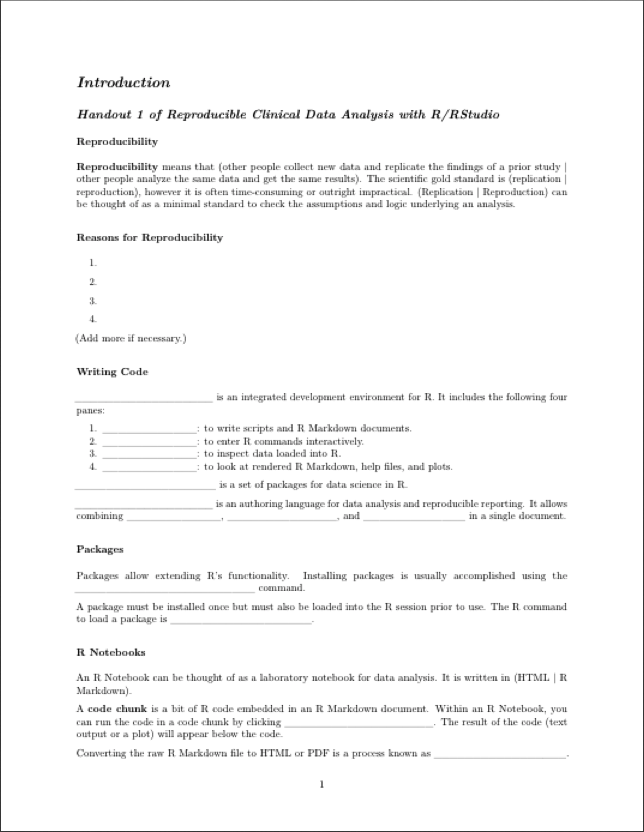 Introduction
Handout 1 of Reproducible Clinical Data Analysis with R/RStudio
Reproducibility
Reproducibility means that (other people collect new data and replicate the findings of a prior study |
other people analyze the same data and get the same results). The scientific gold standard is (replication |
reproduction), however it is often time-consuming or outright impractical. (Replication | Reproduction) can
be thought of as a minimal standard to check the assumptions and logic underlying an analysis.
Reasons for Reproducibility
1.
2.
3.
4.
(Add more if necessary.)
Writing Code
_________________________ is an integrated development environment for R. It includes the following four
panes:
1. _________________: to write scripts and R Markdown documents.
2. _________________: to enter R commands interactively.
3. _________________: to inspect data loaded into R.
4. _________________: to look at rendered R Markdown, help files, and plots.
_________________________ is a set of packages for data science in R.
_________________________ is an authoring language for data analysis and reproducible reporting. It allows
combining _________________, ____________________, and __________________ in a single document.
Packages
Packages allow extending R's functionality. Installing packages is usually accomplished using the
________________________________ command.
A package must be installed once but must also be loaded into the R session prior to use. The R command
to load a package is _________________________.
R Notebooks
An R Notebook can be thought of as a laboratory notebook for data analysis. It is written in (HTML | R
Markdown).
A code chunk is a bit of R code embedded in an R Markdown document. Within an R Notebook, you
can run the code in a code chunk by clicking __________________________. The result of the code (text
output or a plot) will appear below the code.
Converting the raw R Markdown file to HTML or PDF is a process known as ________________________.
1